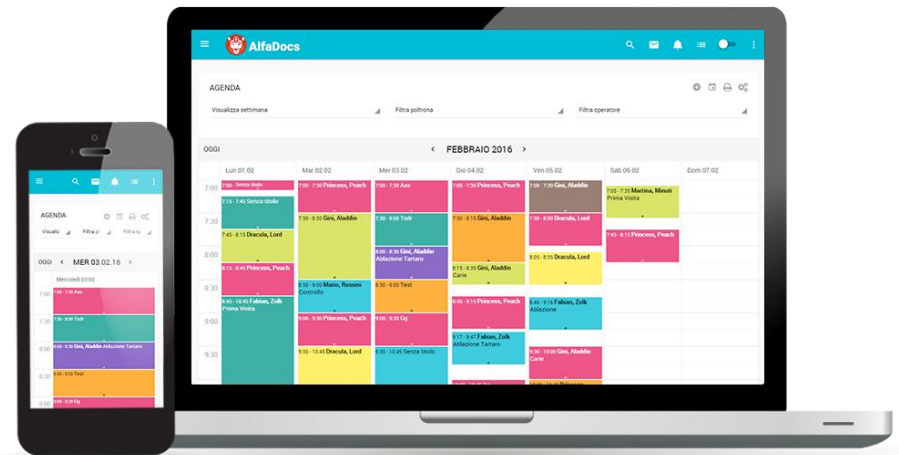 AlfaDocs
AGENDA
Visualizza settimana
Filtra poltrona
Filtra operatore
OGGI
< FEBBRAIO 2016 >
Lun 01.02
Mar 02.02
Mer 03.02
Gio 04.02
Ven 05.02
Sab 06.02
Dom 07.02
7:00
7:30
8:00
8:30
9:00
9:30
7:00 - Senza titolo
7:15 - 7:45 Senza titolo
7:45 - 8:15 Dracula, Lord
8:15 - 8:45 Princess, Peach
8:45 - 10:45 Fabian, Zolk
Prima Visita
7:00 - 7:30 Princess, Peach
7:30 - 8:30 Gini, Aladdin
8:30 - 9:00 Mario, Rossini
Controllo
9:00 - 9:30 Princess, Peach
9:30 - 10:45 Dracula, Lord
7:00 - 7:30 Aas
7:30 - 8:00 Tsdr
8:00 - 8:30 Gini, Aladdin
Ablazione Tartaro
8:30 - 9:00 Test
9:00 - 9:30 Gg
9:30 - 10:45 Senza titolo
7:00 - 7:30 Princess, Peach
7:30 - 8:15 Gini, Aladdin
8:15 - 8:35 Gini, Aladdin
Carie
8:45 - 9:15 Princess, Peach
9:17 - 9:47 Fabian, Zolk
Ablazione Tartaro
7:00 - 7:30 Gini, Aladdin
7:30 - 8:00 Dracula, Lord
8:05 - 8:35 Dracula, Lord
8:46 - 9:16 Fabian, Zolk
Ablazione
9:30 - 10:00 Gini, Aladdin
Carie
7:05 - 7:35 Martina, Minuti
Prima Visita
7:45 - 8:15 Princess, Peach
AGENDA
OGGI < MER 03.02.16 >
Mercoledì 03.02
7:00
7:00 - 7:30 Aas
7:30
7:30 - 8:00 Tsdr
8:00
8:00 - 8:30 Gini, Aladdin Ablazione Tartaro
8:30
8:30 - 9:00 Test
9:00
9:00 - 9:30 Gg